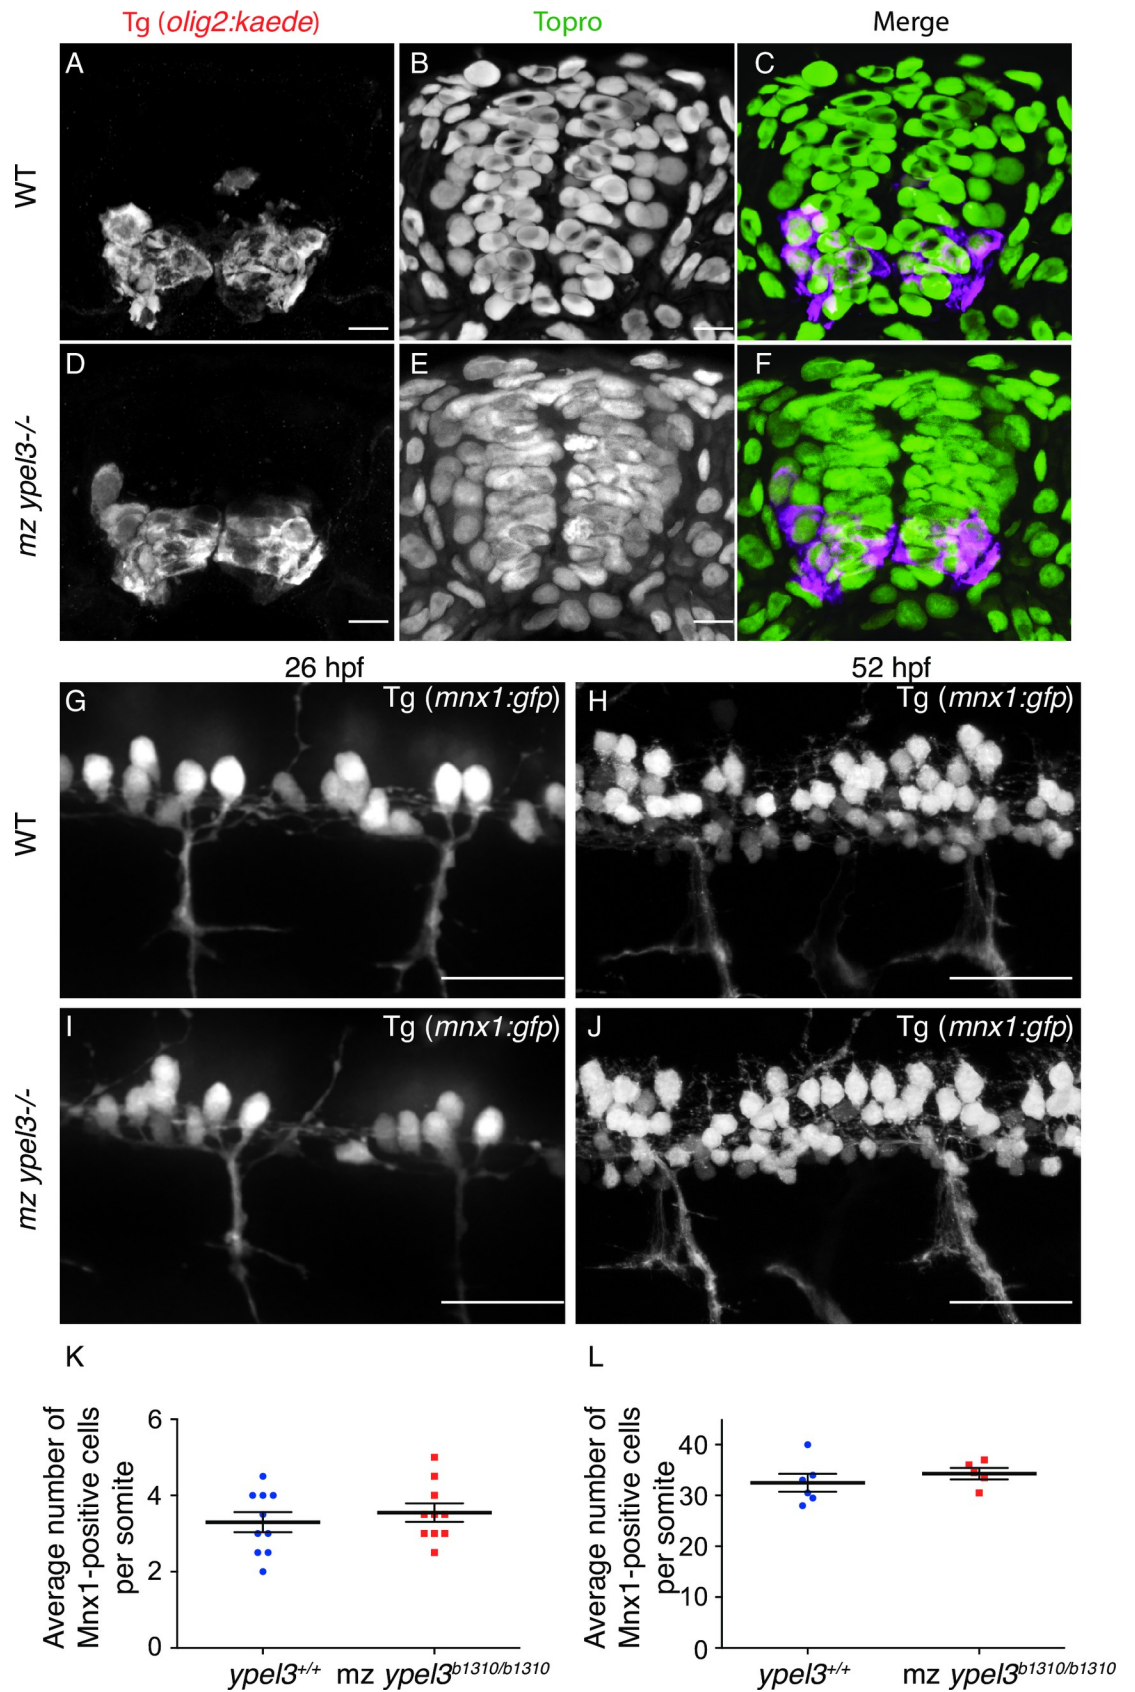 Tg (olig2:kaede)
Topro
Merge
WT
A
B
C
mz ypel3-/-
D
E
F
26 hpf
52 hpf
WT
G
Tg (mnx1:gfp)
H
Tg (mnx1:gfp)
mz ypel3-/-
I
Tg (mnx1:gfp)
J
Tg (mnx1:gfp)
K
Average number of
Mnx1-positive cells
per somite
6
4
2
0
ypel3+/+
mz ypel3b1310/b1310
L
Average number of
Mnx1-positive cells
per somite
40
30
20
10
0
ypel3+/+
mz ypel3b1310/b1310